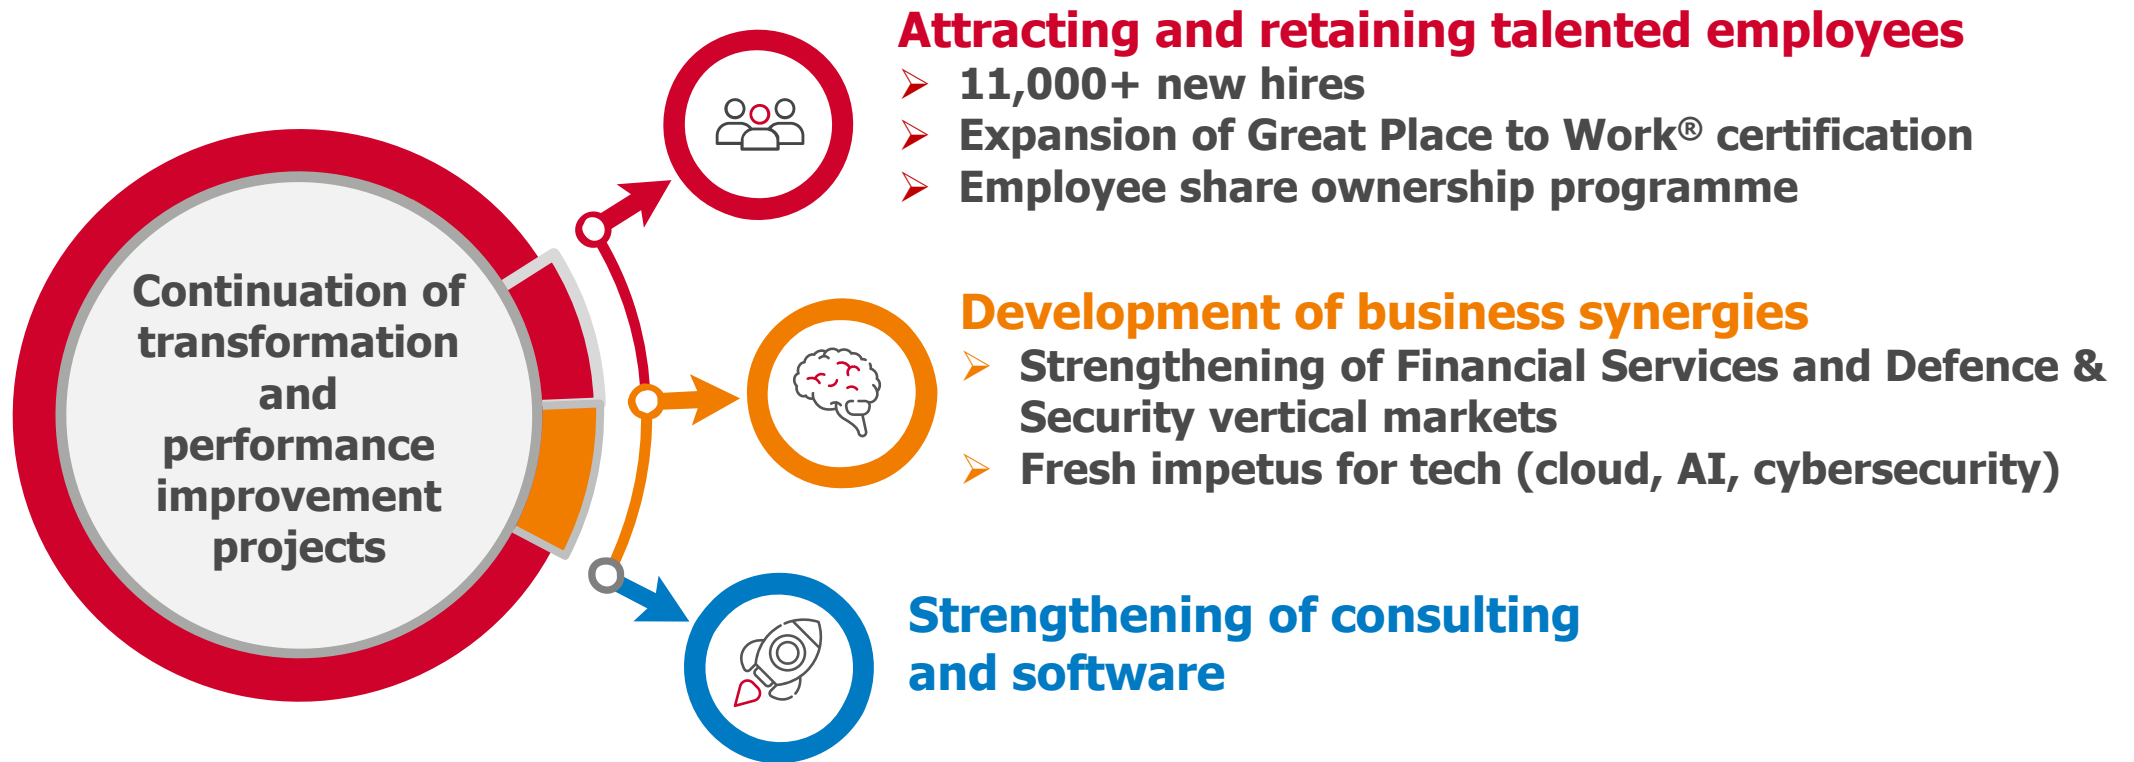 Continuation of
transformation
and
performance
improvement
projects
Attracting and retaining talented employees
11,000+ new hires
Expansion of Great Place to Work® certification
Employee share ownership programme
Development of business synergies
Strengthening of Financial Services and Defence &
Security vertical markets
Fresh impetus for tech (cloud, AI, cybersecurity)
Strengthening of consulting
and software